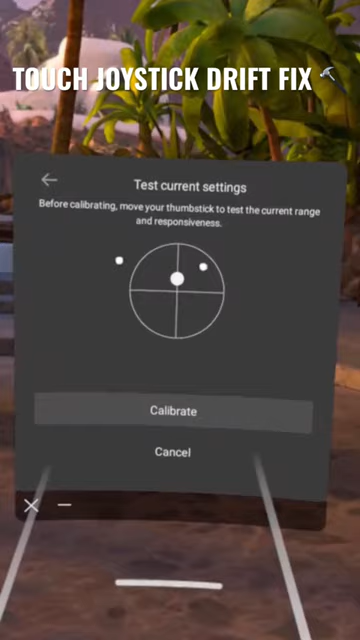 TOUCH JOYSTICK DRIFT FIX 🔨
Test current settings
Before calibrating, move your thumbstick to test the current range
and responsiveness.
Calibrate
Cancel